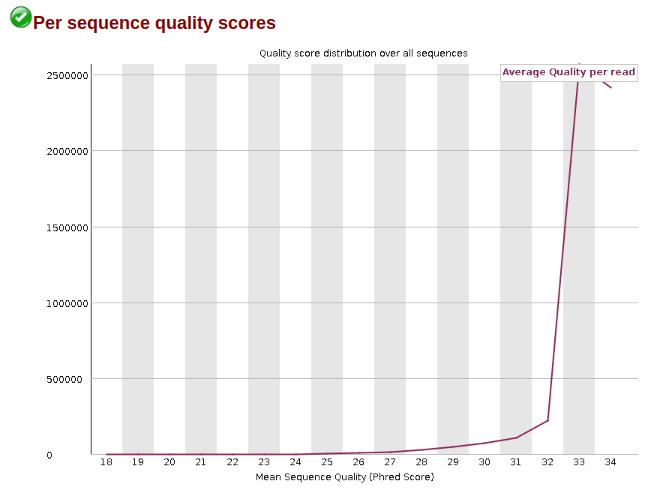 Per sequence quality scores
Quality score distribution over all sequences
Average Quality per read
2500000
2000000
1500000
1000000
500000
0
18 19 20 21 22 23 24 25 26 27 28 29 30 31 32 33 34
Mean Sequence Quality (Phred Score)